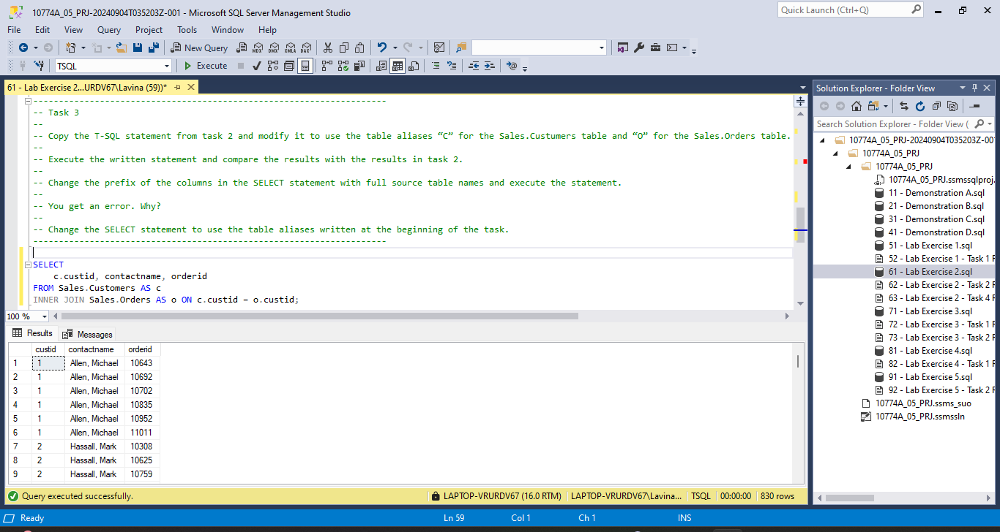 10774A_05_PRJ-20240904T035203Z-001 - Microsoft SQL Server Management Studio
Quick Launch (Ctrl+Q)
File Edit View Query Project Tools Window Help
New Query MDX DMX XMLA DAX
TSQL Execute
61 - Lab Exercise 2...URDV67\Lavina (59))*
-- Task 3
--
-- Copy the T-SQL statement from task 2 and modify it to use the table aliases “C” for the Sales.Custumers table and “O” for the Sales.Orders table.
--
-- Execute the written statement and compare the results with the results in task 2.
--
-- Change the prefix of the columns in the SELECT statement with full source table names and execute the statement.
--
-- You get an error. Why?
--
-- Change the SELECT statement to use the table aliases written at the beginning of the task.
---------------------------------------------------------------------
SELECT
c.custid, contactname, orderid
FROM Sales.Customers AS c
INNER JOIN Sales.Orders AS o ON c.custid = o.custid;
100 %
Results Messages
custid contactname orderid
1 1 Allen, Michael 10643
2 1 Allen, Michael 10692
3 1 Allen, Michael 10702
4 1 Allen, Michael 10835
5 1 Allen, Michael 10952
6 1 Allen, Michael 11011
7 2 Hassall, Mark 10308
8 2 Hassall, Mark 10625
9 2 Hassall, Mark 10759
Query executed successfully.
LAPTOP-VRURDV67 (16.0 RTM) LAPTOP-VRURDV67\Lavina... TSQL 00:00:00 830 rows
Solution Explorer - Folder View
Search Solution Explorer - Folder View (
10774A_05_PRJ-20240904T035203Z-00
10774A_05_PRJ
10774A_05_PRJ
10774A_05_PRJ.ssmssqlproj.
11 - Demonstration A.sql
21 - Demonstration B.sql
31 - Demonstration C.sql
41 - Demonstration D.sql
51 - Lab Exercise 1.sql
52 - Lab Exercise 1 - Task 1 F
61 - Lab Exercise 2.sql
62 - Lab Exercise 2 - Task 2 F
63 - Lab Exercise 2 - Task 4 F
71 - Lab Exercise 3.sql
72 - Lab Exercise 3 - Task 1 F
73 - Lab Exercise 3 - Task 2 F
81 - Lab Exercise 4.sql
82 - Lab Exercise 4 - Task 1 F
91 - Lab Exercise 5.sql
92 - Lab Exercise 5 - Task 2 F
10774A_05_PRJ.ssms_suo
10774A_05_PRJ.ssmssln
Ready Ln 59 Col 1 Ch 1 INS